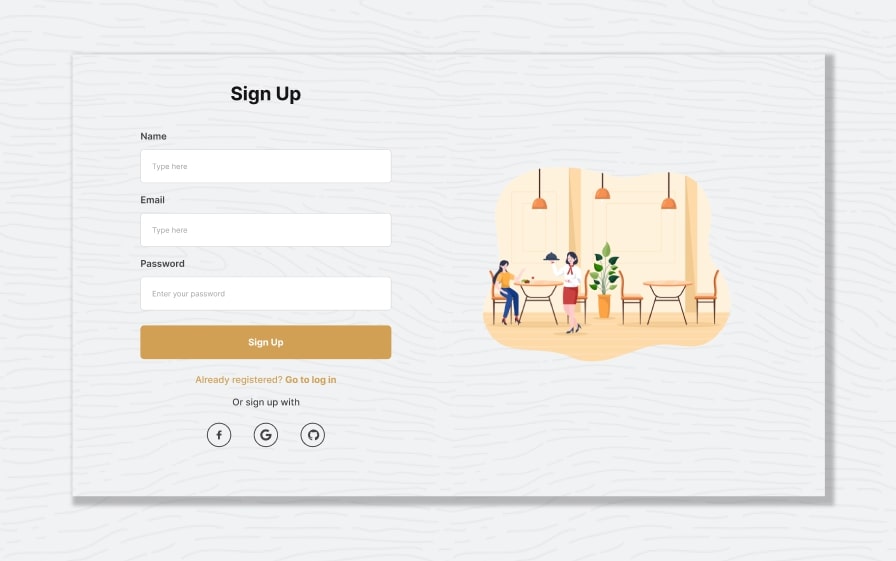 Sign Up
Name
Type here
Email
Type here
Password
Enter your password
Sign Up
Already registered? Go to log in
Or sign up with